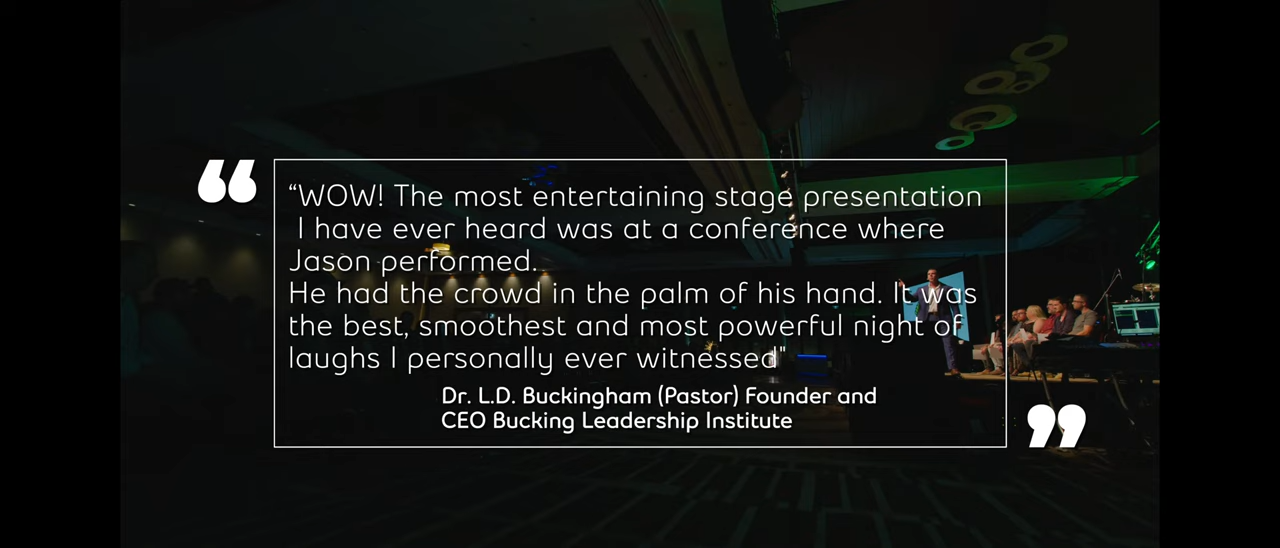 “WOW! The most entertaining stage presentation
I have ever heard was at a conference where
Jason performed.
He had the crowd in the palm of his hand. It was
the best, smoothest and most powerful night of
laughs I personally ever witnessed"
Dr. L.D. Buckingham (Pastor) Founder and
CEO Bucking Leadership Institute